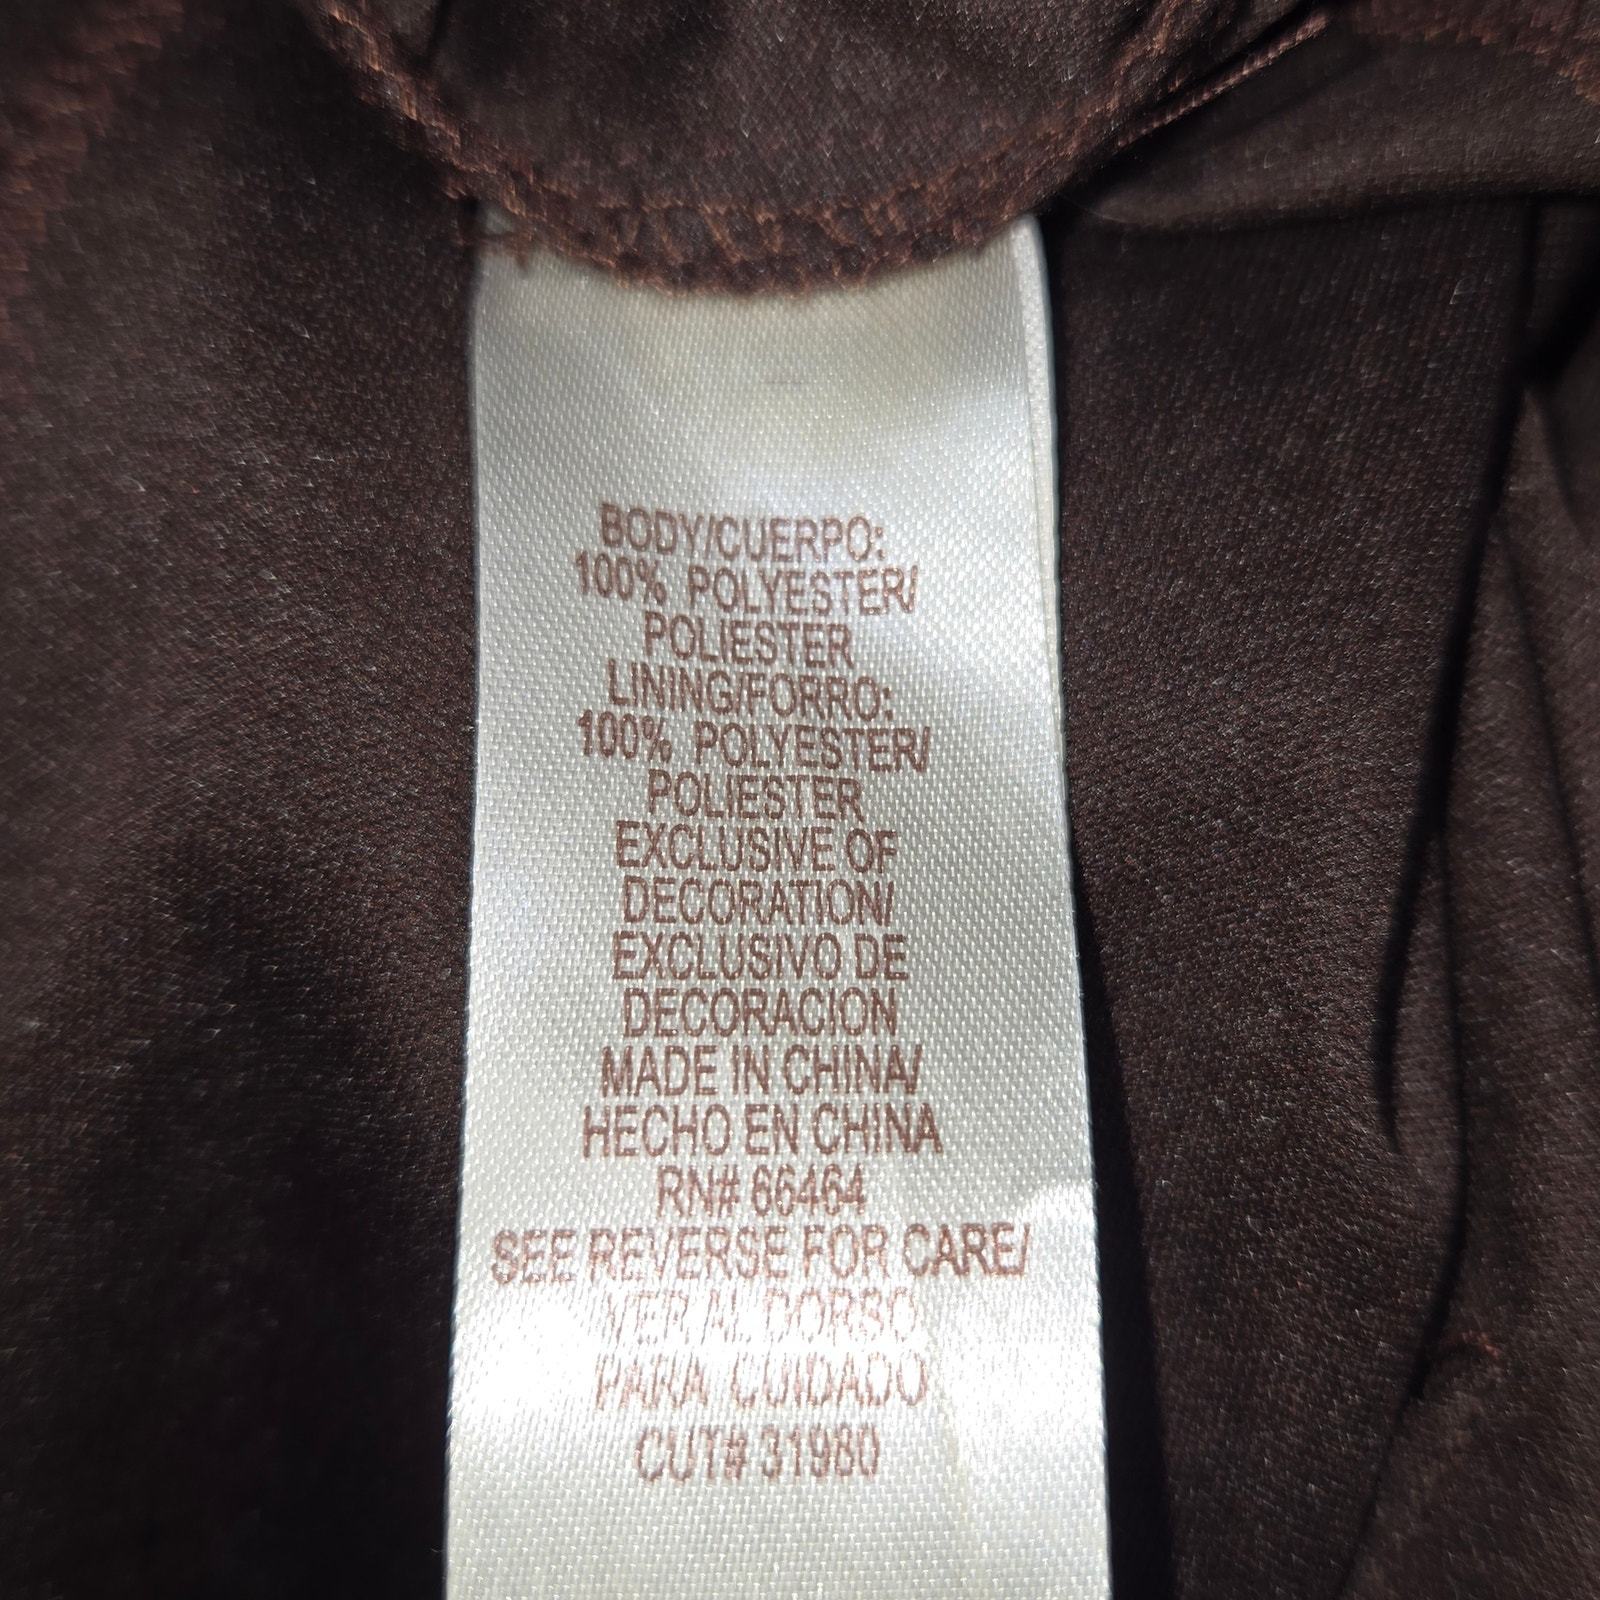 BODY/CUERPO:
100% POLYESTER/
POLIESTER
LINING/FORRO:
100% POLYESTER/
POLIESTER
EXCLUSIVE OF
DECORATION/
EXCLUSIVO DE
DECORACION
MADE IN CHINA/
HECHO EN CHINA
RN# 66464
SEE REVERSE FOR CARE/
VER AL DORSO
PARA CUIDADO
CUT# 31980